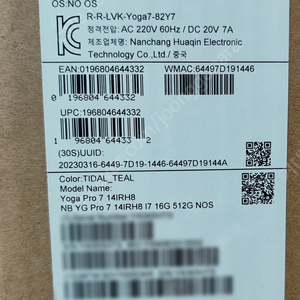 OS:NO OS
R-R-LVK-Yoga7-82Y7
정격전압: AC 220V 60Hz / DC 20V 7A
제조업체명: Nanchang Huaqin Electronic
Technology Co., Ltd./ 중국
EAN:0196804644332
WMAC:64497D191446
0 196804 644332
UPC:196804644332
1 96804 64433 2
(30S)UUID:
20230316-6449-7D19-1446-64497D19144A
Color:TIDAL_TEAL
Model Name
Yoga Pro 7 14IRH8
NB YG Pro 7 14IRH8 I7 16G 512G NOS